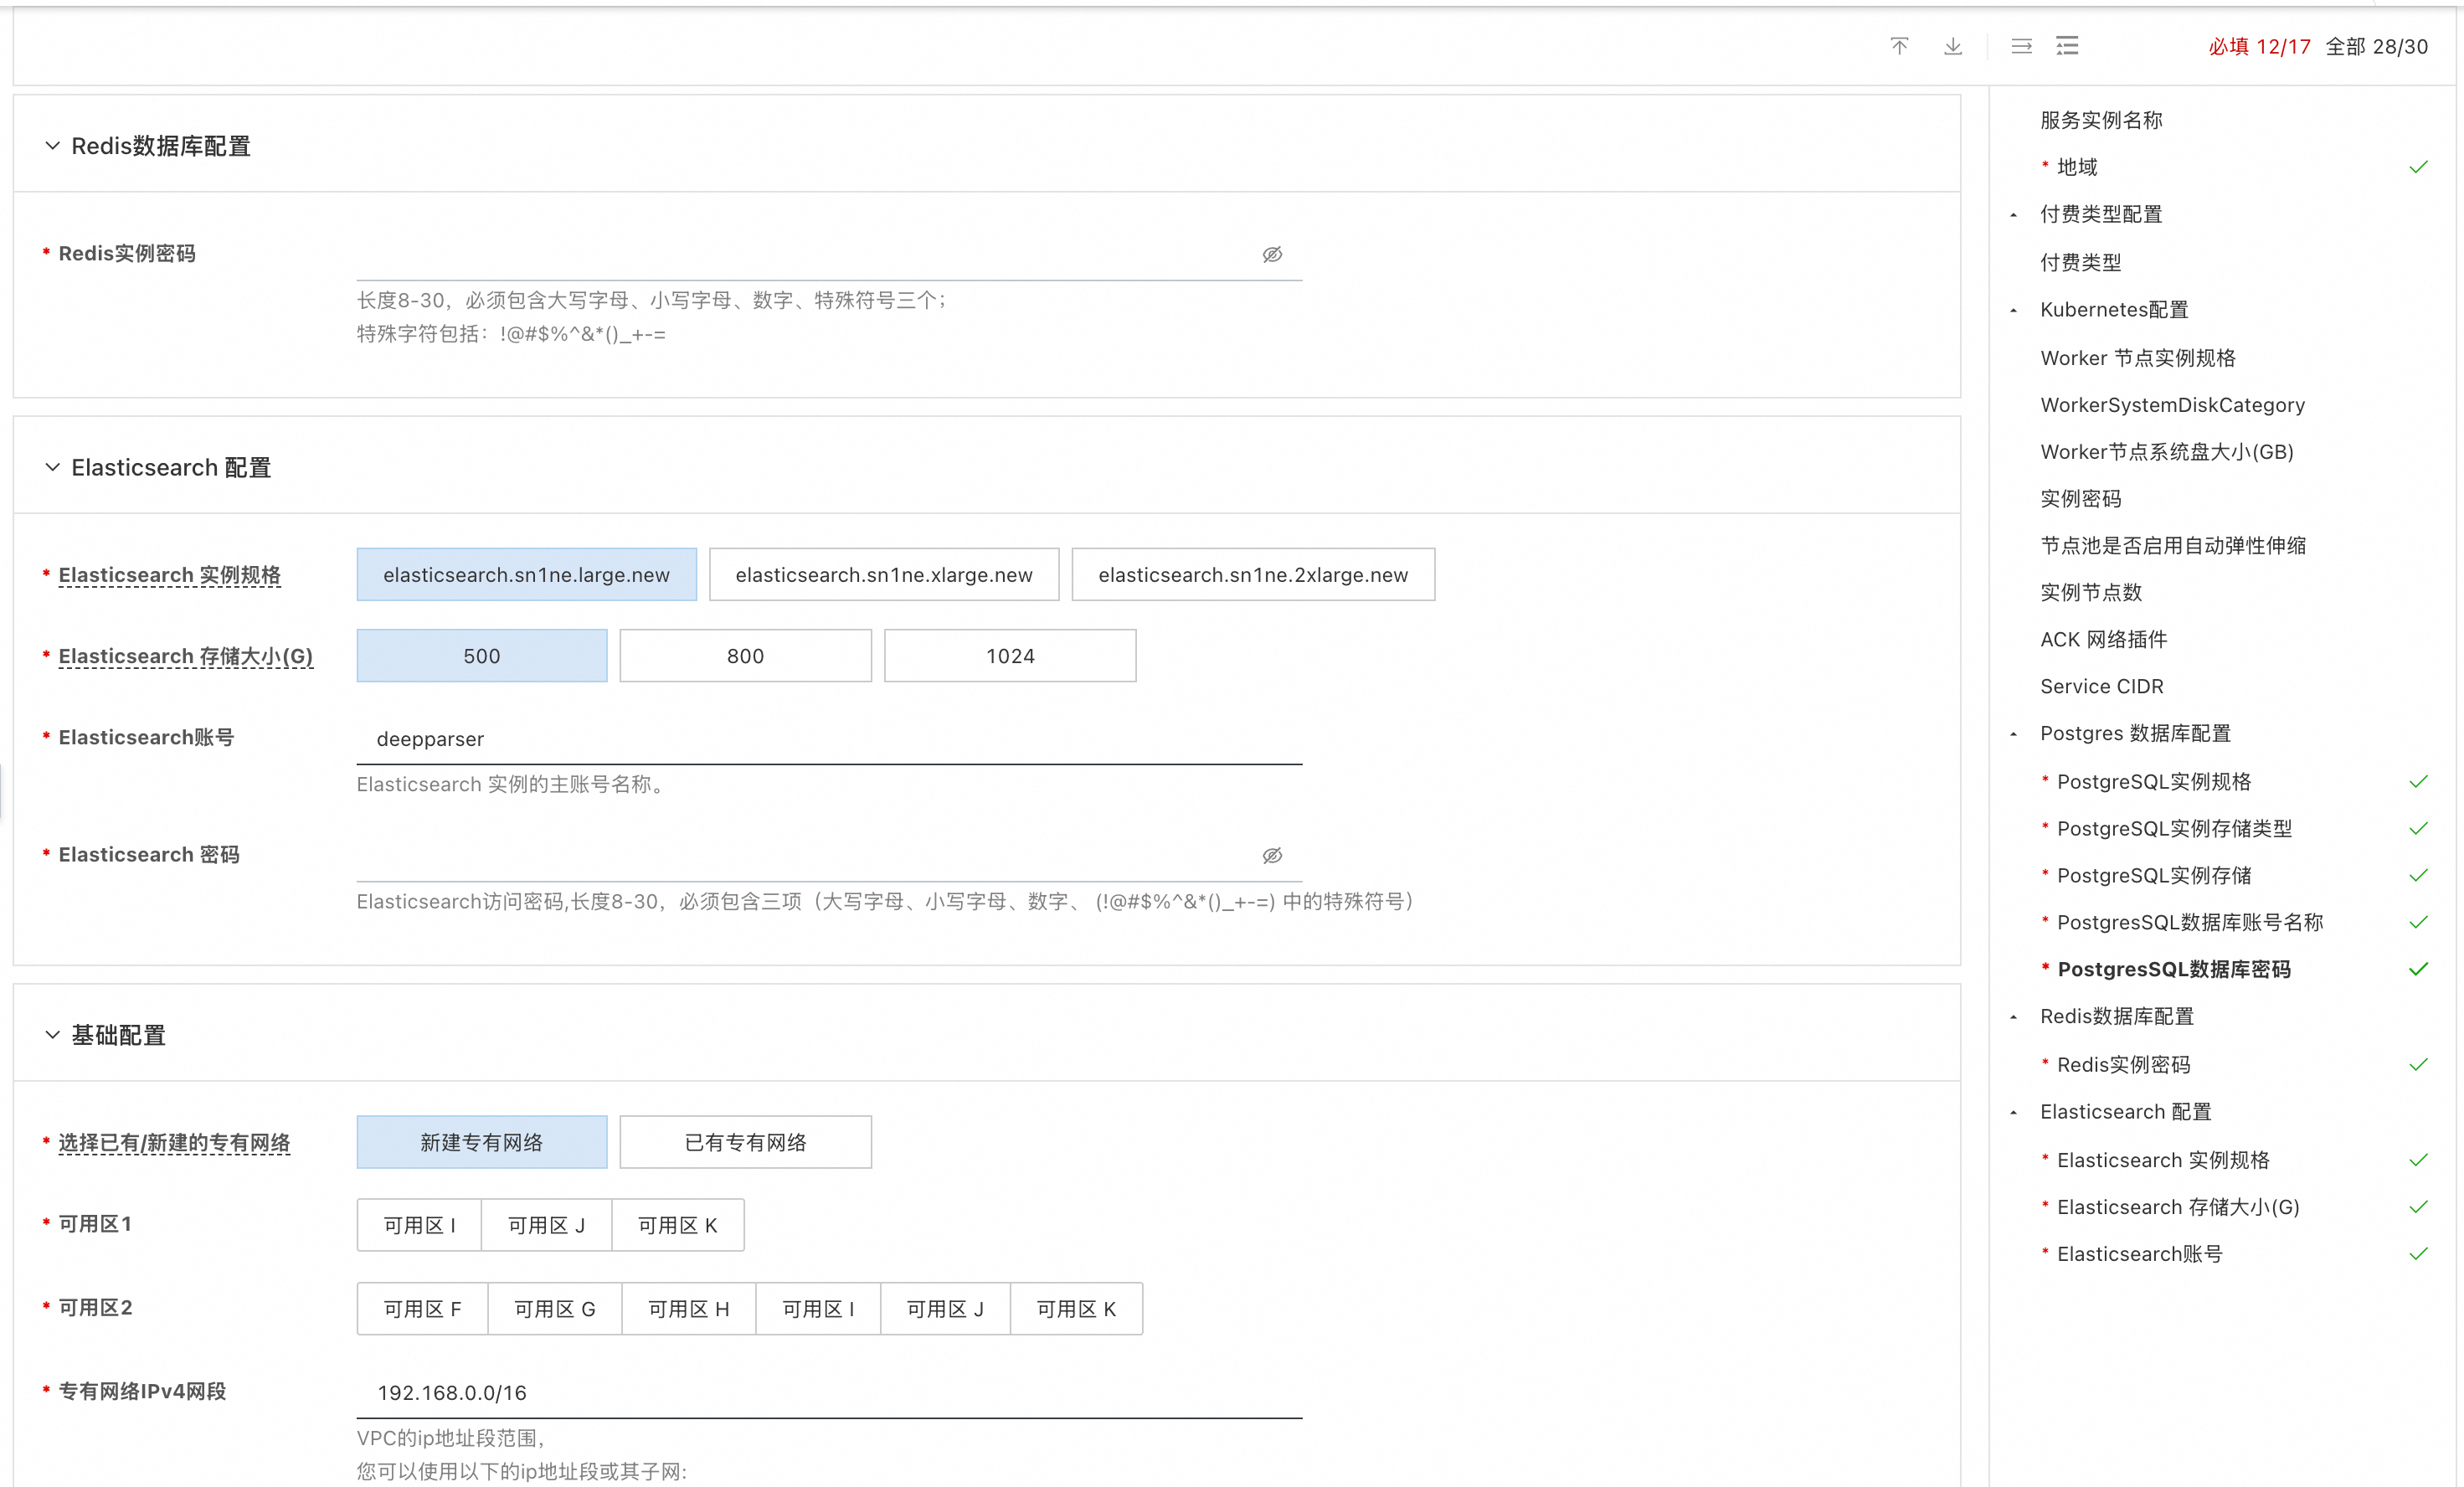 必填 12/17 全部 28/30
Redis数据库配置
* Redis实例密码
长度8-30，必须包含大写字母、小写字母、数字、特殊符号三个；
特殊字符包括：!@#$%^&*()_+-=
Elasticsearch 配置
* Elasticsearch 实例规格
elasticsearch.sn1ne.large.new
elasticsearch.sn1ne.xlarge.new
elasticsearch.sn1ne.2xlarge.new
* Elasticsearch 存储大小(G)
500
800
1024
* Elasticsearch账号
deepparser
Elasticsearch 实例的主账号名称。
* Elasticsearch 密码
Elasticsearch访问密码,长度8-30，必须包含三项（大写字母、小写字母、数字、 (!@#$%^&*()_+-=) 中的特殊符号）
基础配置
* 选择已有/新建的专有网络
新建专有网络
已有专有网络
* 可用区1
可用区 I
可用区 J
可用区 K
* 可用区2
可用区 F
可用区 G
可用区 H
可用区 I
可用区 J
可用区 K
* 专有网络IPv4网段
192.168.0.0/16
VPC的ip地址段范围，
您可以使用以下的ip地址段或其子网:
服务实例名称
* 地域
付费类型配置
付费类型
Kubernetes配置
Worker 节点实例规格
WorkerSystemDiskCategory
Worker节点系统盘大小(GB)
实例密码
节点池是否启用自动弹性伸缩
实例节点数
ACK 网络插件
Service CIDR
Postgres 数据库配置
* PostgreSQL实例规格
* PostgreSQL实例存储类型
* PostgreSQL实例存储
* PostgresSQL数据库账号名称
* PostgresSQL数据库密码
Redis数据库配置
* Redis实例密码
Elasticsearch 配置
* Elasticsearch 实例规格
* Elasticsearch 存储大小(G)
* Elasticsearch账号